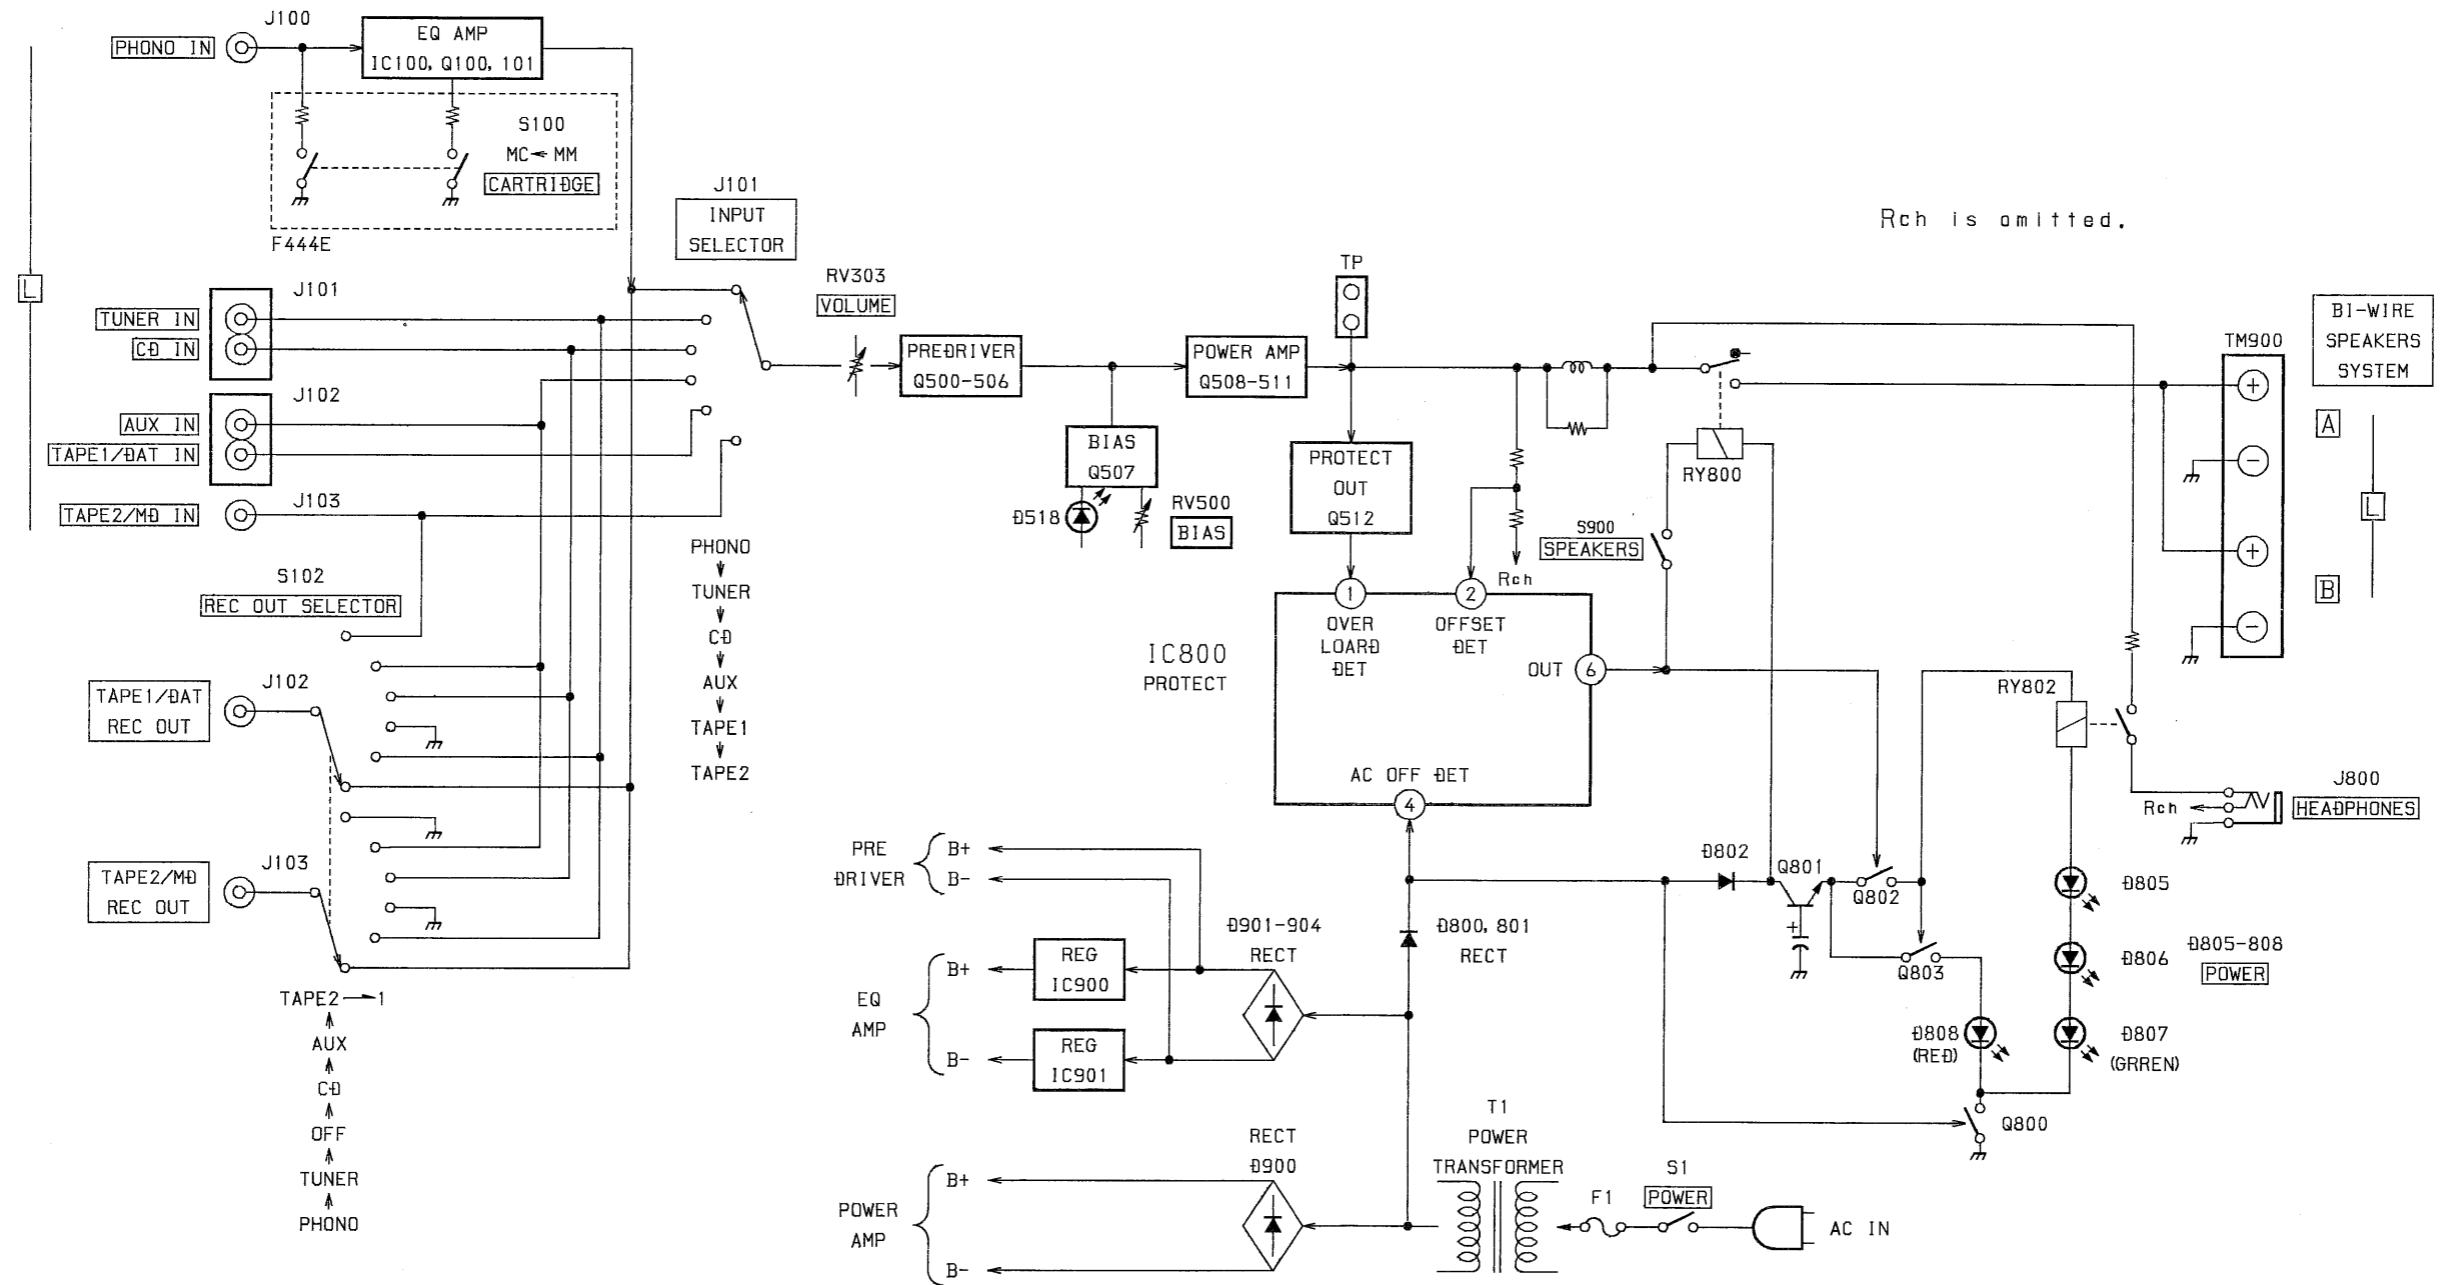 J100
PHONO IN
EQ AMP
IC100, Q100, 101
S100
MC MM
CARTRIDGE
F444E
L
J101
INPUT
SELECTOR
Rch is omitted.
J101
TUNER IN
CD IN
J102
AUX IN
TAPE1/DAT IN
J103
TAPE2/MD IN
RV303
VOLUME
PREDRIVER
Q500-506
POWER AMP
Q508-511
TP
BIAS
Q507
D518
RV500
BIAS
PROTECT
OUT
Q512
Rch
RY800
S900
SPEAKERS
TM900
+
-
+
-
BI-WIRE
SPEAKERS
SYSTEM
A
L
B
PHONO
TUNER
CD
AUX
TAPE1
TAPE2
S102
REC OUT SELECTOR
J102
TAPE1/DAT
REC OUT
J103
TAPE2/MD
REC OUT
TAPE2 1
AUX
CD
OFF
TUNER
PHONO
IC800
PROTECT
1
OVER
LOARD
DET
2
OFFSET
DET
OUT 6
AC OFF DET
4
RY802
J800
HEADPHONES
Rch
PRE
DRIVER
B+
B-
EQ
AMP
B+
B-
REG
IC900
REG
IC901
D901-904
RECT
D800, 801
RECT
D802
Q801
+
Q802
Q803
D805
D806
D805-808
POWER
D807
(GRREN)
D808
(RED)
Q800
POWER
AMP
B+
B-
RECT
D900
T1
POWER
TRANSFORMER
F1
S1
POWER
AC IN